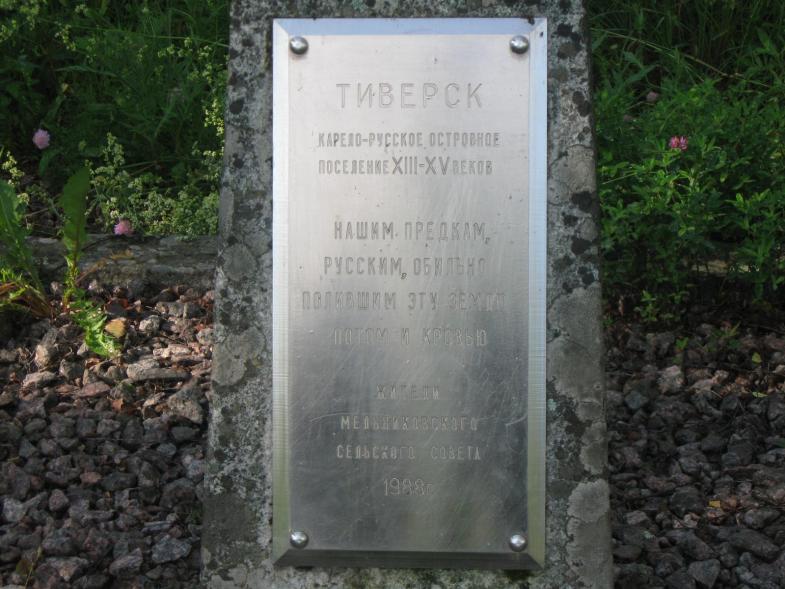 ТИВЕРСК
КАРЕЛО-РУССКОЕ ОСТРОВНОЕ
ПОСЕЛЕНИЕ XIII-XV ВЕКОВ
НАШИМ ПРЕДКАМ,
РУССКИМ, ОБИЛЬНО
ПОЛИВШИМ ЭТУ ЗЕМЛЮ
ПОТОМ И КРОВЬЮ
ЖИТЕЛИ
МЕЛЬНИКОВСКОГО
СЕЛЬСКОГО СОВЕТА
1988г.